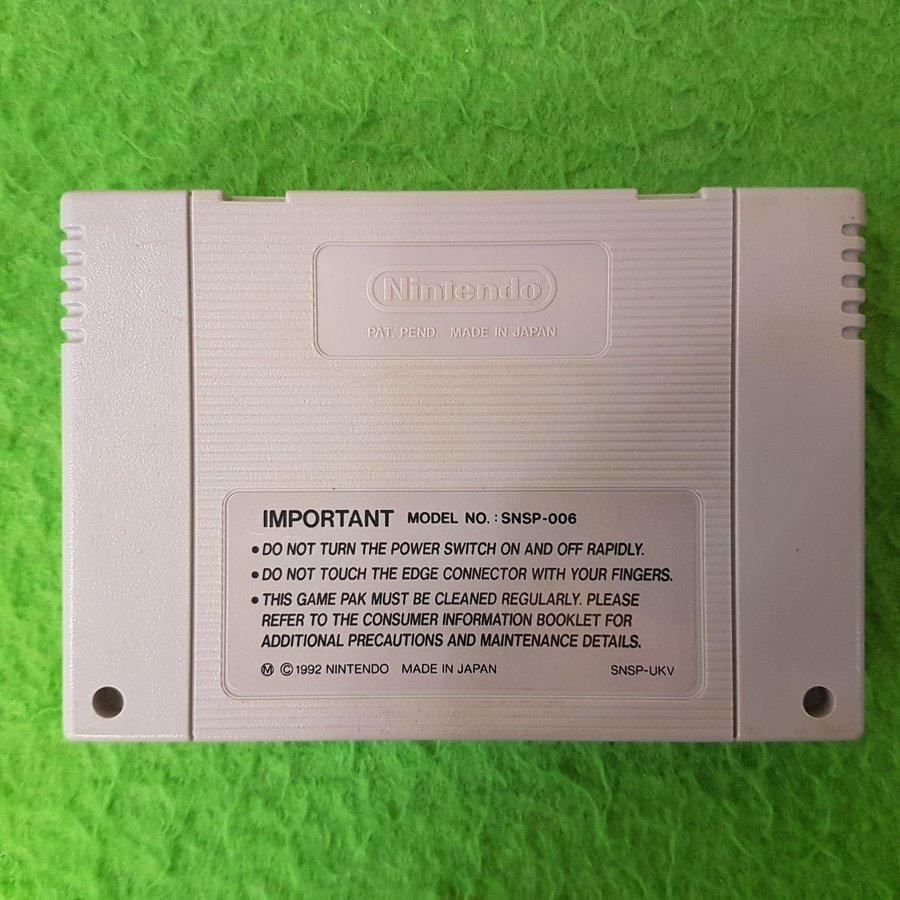 Nintendo®
PAT. PEND. MADE IN JAPAN
IMPORTANT MODEL NO. : SNSP-006
• DO NOT TURN THE POWER SWITCH ON AND OFF RAPIDLY.
• DO NOT TOUCH THE EDGE CONNECTOR WITH YOUR FINGERS.
• THIS GAME PAK MUST BE CLEANED REGULARLY. PLEASE
REFER TO THE CONSUMER INFORMATION BOOKLET FOR
ADDITIONAL PRECAUTIONS AND MAINTENANCE DETAILS.
Ⓜ ©1992 NINTENDO MADE IN JAPAN SNSP-UKV